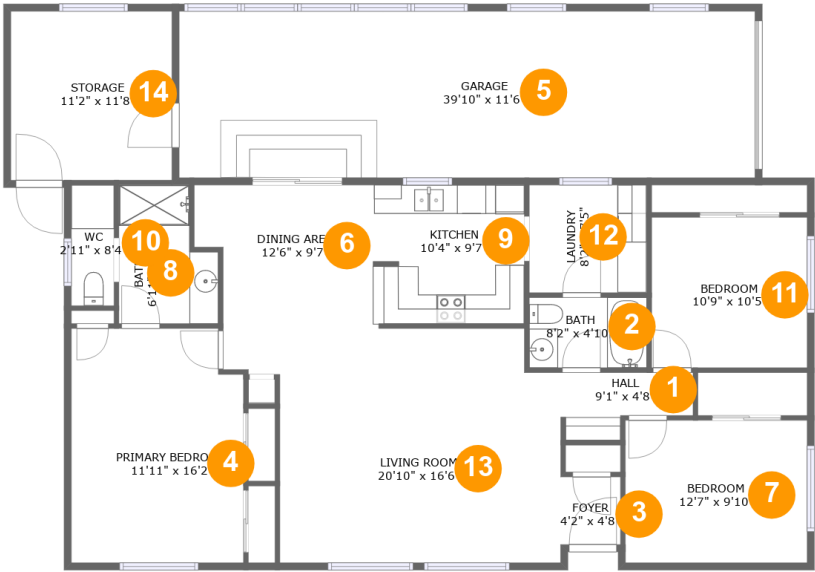 STORAGE
11'2" x 11'8
14
GARAGE
39'10" x 11'6
5
WC
2'11" x 8'4
10
BAT
6'1
8
DINING ARE
12'6" x 9'7
6
KITCHEN
10'4" x 9'7
9
LAUNDRY
12
BEDROOM
10'9" x 10'5
11
BATH
8'2" x 4'10
2
HALL
9'1" x 4'8
1
PRIMARY BEDRO
11'11" x 16'2
4
LIVING ROOM
20'10" x 16'6
13
FOYER
4'2" x 4'8
3
BEDROOM
12'7" x 9'10
7